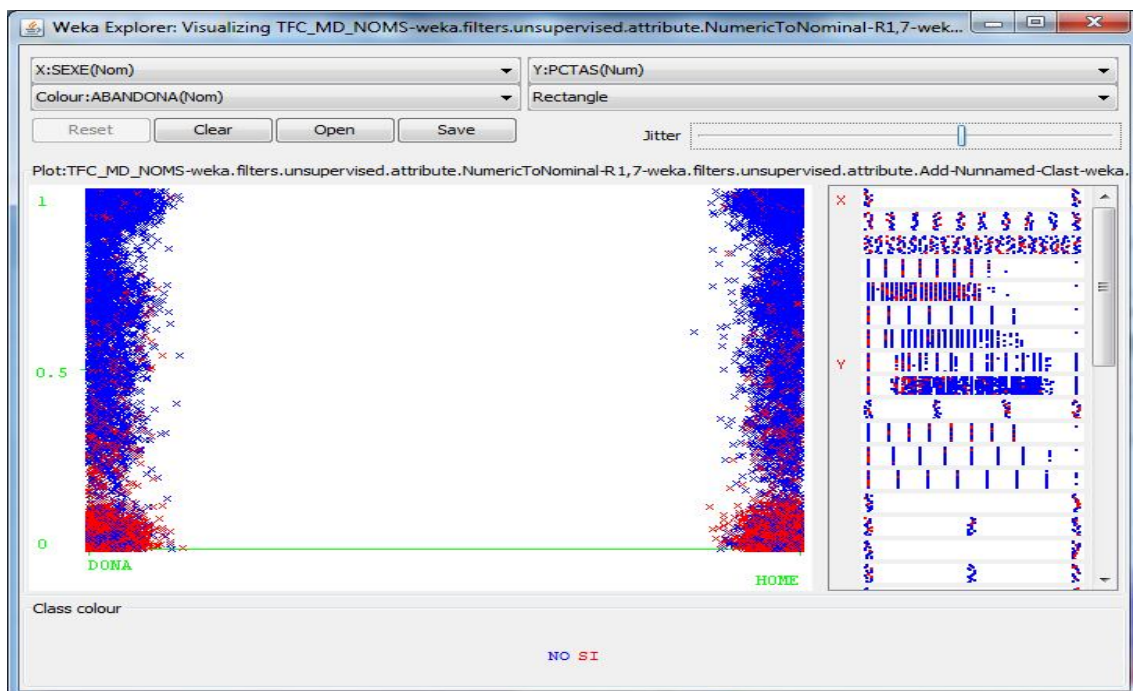 Weka Explorer: Visualizing TFC_MD_NOMS-weka.filters.unsupervised.attribute.NumericToNominal-R1,7-wek...
X:SEXE(Nom) Y:PCTAS(Num)
Colour:ABANDONA(Nom) Rectangle
Reset Clear Open Save Jitter
Plot:TFC_MD_NOMS-weka.filters.unsupervised.attribute.NumericToNominal-R1,7-weka.filters.unsupervised.attribute.Add-Nunnamed-Clast-weka.
1
X
0.5
Y
0
DONA
HOME
Class colour
NO SI